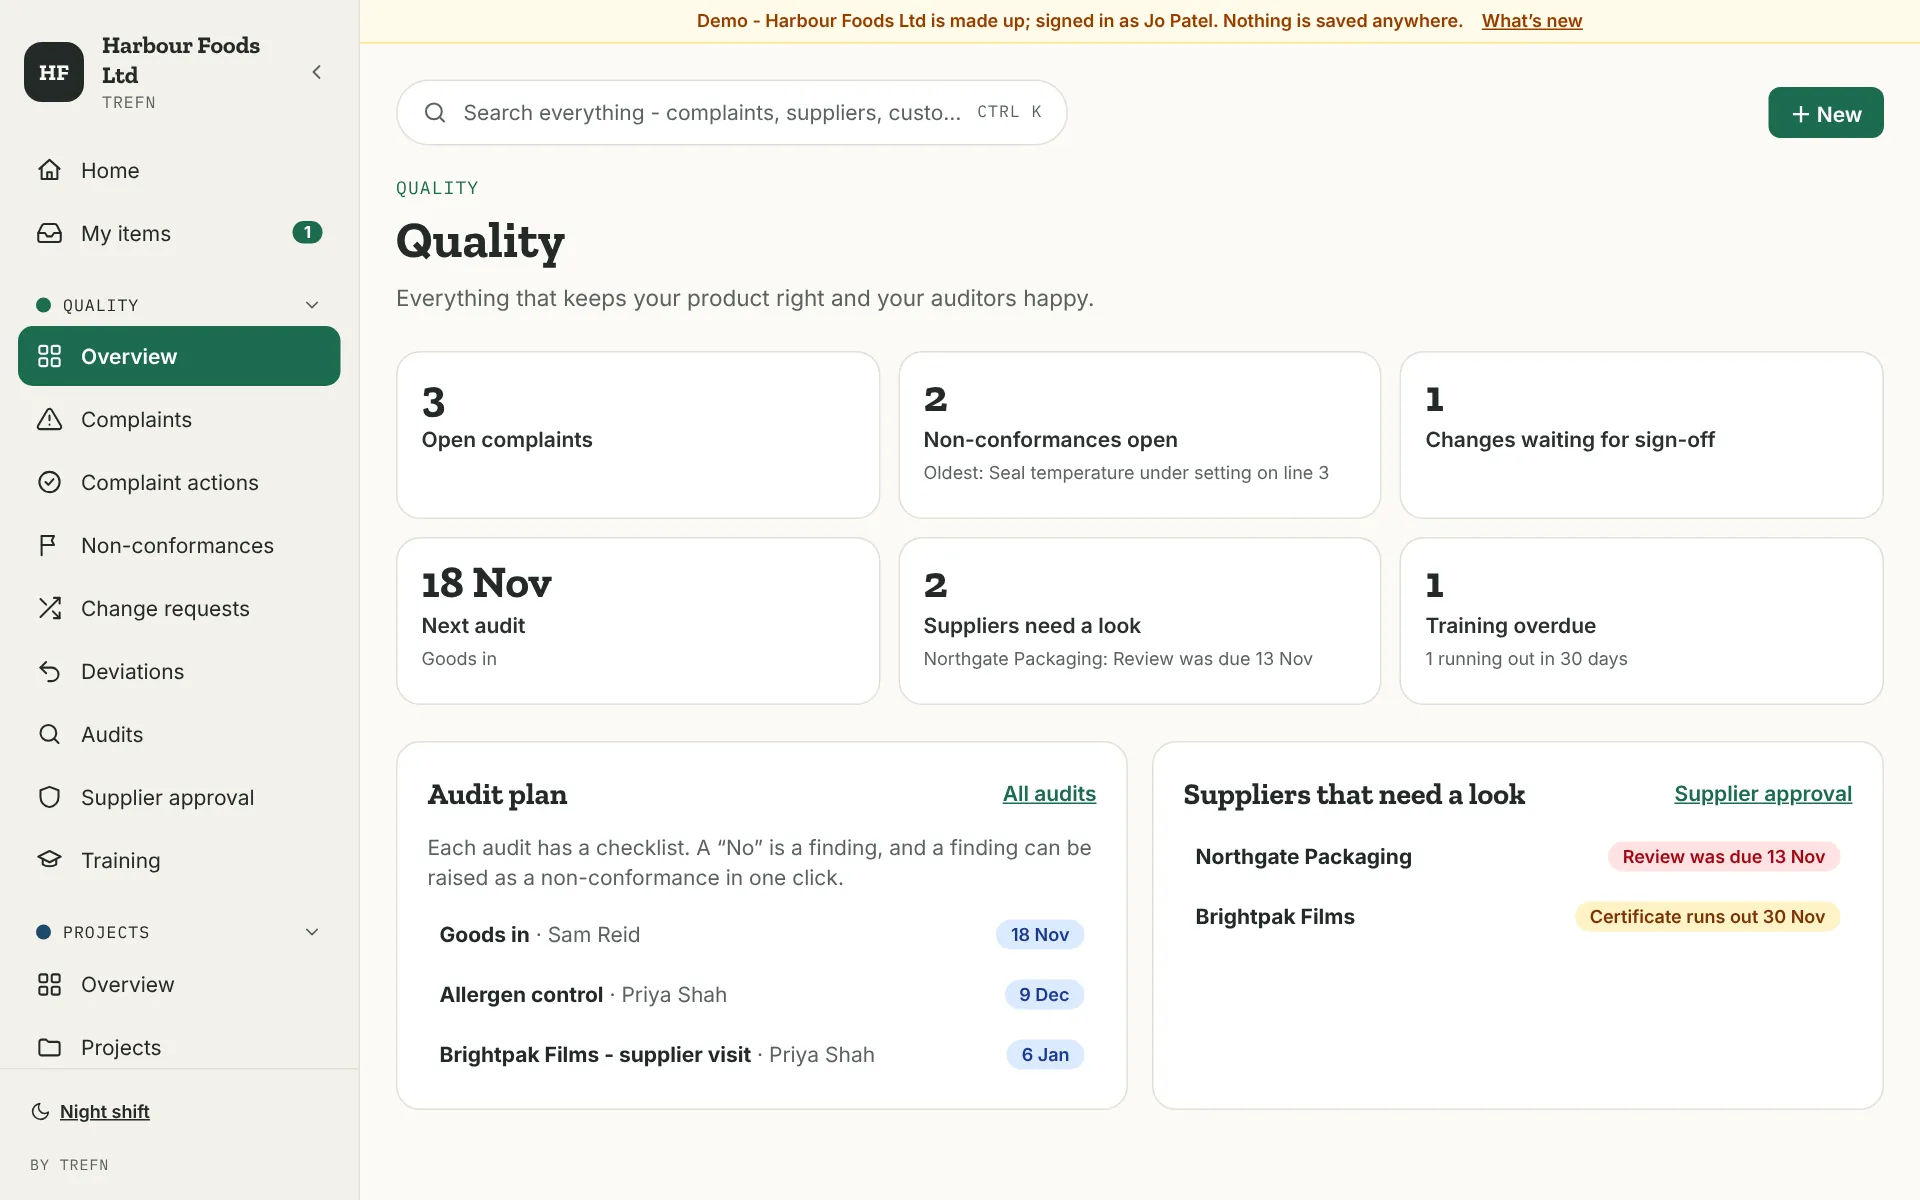 Demo - Harbour Foods Ltd is made up; signed in as Jo Patel. Nothing is saved anywhere. What’s new
HF
Harbour Foods
Ltd
TREFN
Home
My items 1
QUALITY
Overview
Complaints
Complaint actions
Non-conformances
Change requests
Deviations
Audits
Supplier approval
Training
PROJECTS
Overview
Projects
Night shift
BY TREFN
Search everything - complaints, suppliers, custo... CTRL K
+ New
QUALITY
Quality
Everything that keeps your product right and your auditors happy.
3
Open complaints
2
Non-conformances open
Oldest: Seal temperature under setting on line 3
1
Changes waiting for sign-off
18 Nov
Next audit
Goods in
2
Suppliers need a look
Northgate Packaging: Review was due 13 Nov
1
Training overdue
1 running out in 30 days
Audit plan All audits
Each audit has a checklist. A “No” is a finding, and a finding can be
raised as a non-conformance in one click.
Goods in · Sam Reid 18 Nov
Allergen control · Priya Shah 9 Dec
Brightpak Films - supplier visit · Priya Shah 6 Jan
Suppliers that need a look Supplier approval
Northgate Packaging Review was due 13 Nov
Brightpak Films Certificate runs out 30 Nov